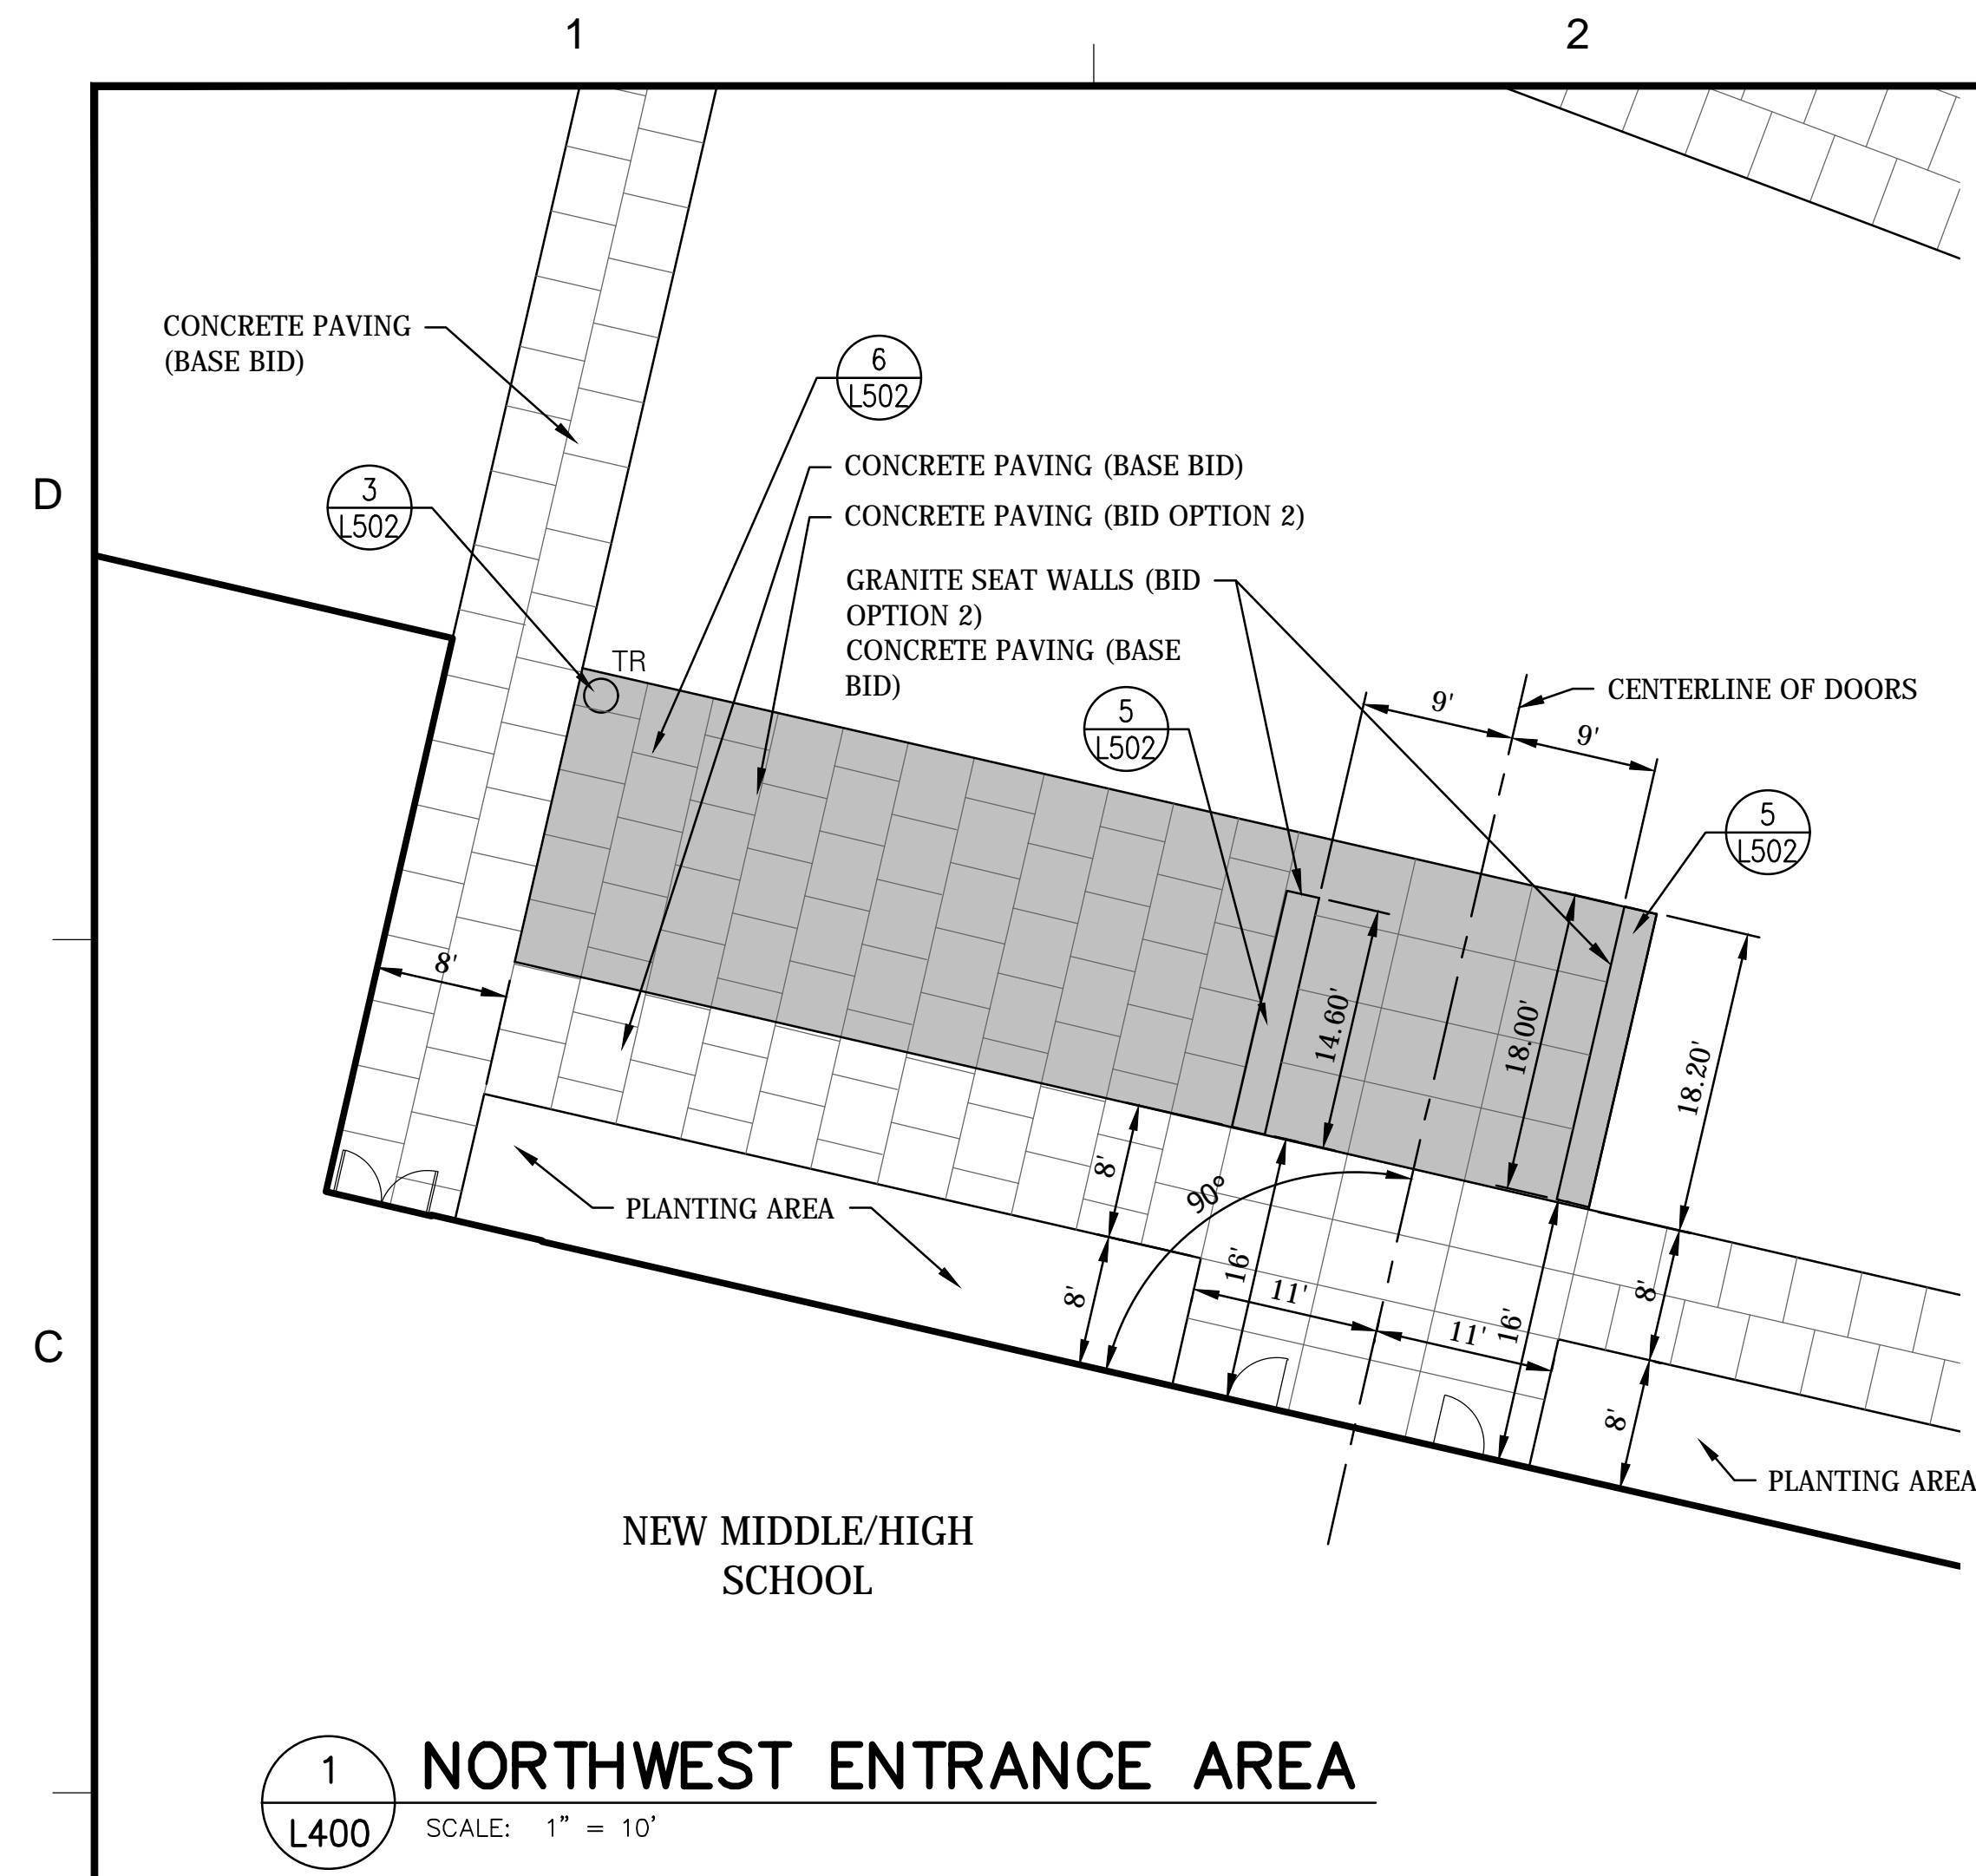 1
2
CONCRETE PAVING
(BASE BID)
6
L502
CONCRETE PAVING (BASE BID)
D
3
L502
CONCRETE PAVING (BID OPTION 2)
GRANITE SEAT WALLS (BID
OPTION 2)
CONCRETE PAVING (BASE
BID)
TR
CENTERLINE OF DOORS
9'
9'
5
L502
5
L502
8'
14.60'
18.00'
18.20'
8'
90°
PLANTING AREA
16'
8'
11'
11'
16'
8'
8'
C
PLANTING AREA
NEW MIDDLE/HIGH
SCHOOL
1
L400
NORTHWEST ENTRANCE AREA
SCALE: 1" = 10'